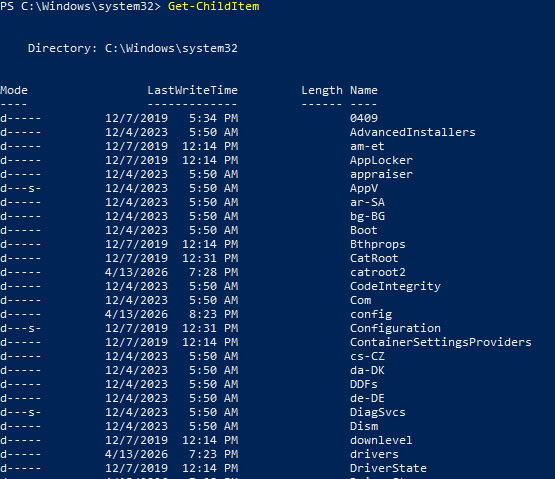 PS C:\Windows\system32> Get-ChildItem
Directory: C:\Windows\system32
Mode LastWriteTime Length Name
---- ------------- ------ ----
d----- 12/7/2019 5:34 PM 0409
d----- 12/4/2023 5:50 AM AdvancedInstallers
d----- 12/7/2019 12:14 PM am-et
d----- 12/7/2019 12:14 PM AppLocker
d----- 12/4/2023 5:50 AM appraiser
d---s- 12/4/2023 5:50 AM AppV
d----- 12/4/2023 5:50 AM ar-SA
d----- 12/4/2023 5:50 AM bg-BG
d----- 12/4/2023 5:50 AM Boot
d----- 12/7/2019 12:14 PM Bthprops
d----- 12/7/2019 12:31 PM CatRoot
d----- 4/13/2026 7:28 PM catroot2
d----- 12/4/2023 5:50 AM CodeIntegrity
d----- 12/4/2023 5:50 AM Com
d----- 4/13/2026 8:23 PM config
d---s- 12/7/2019 12:31 PM Configuration
d----- 12/7/2019 12:14 PM ContainerSettingsProviders
d----- 12/4/2023 5:50 AM cs-CZ
d----- 12/4/2023 5:50 AM da-DK
d----- 12/4/2023 5:50 AM DDFs
d----- 12/4/2023 5:50 AM de-DE
d---s- 12/4/2023 5:50 AM DiagSvcs
d----- 12/4/2023 5:50 AM Dism
d----- 12/7/2019 12:14 PM downlevel
d----- 4/13/2026 7:23 PM drivers
d----- 12/7/2019 12:14 PM DriverState